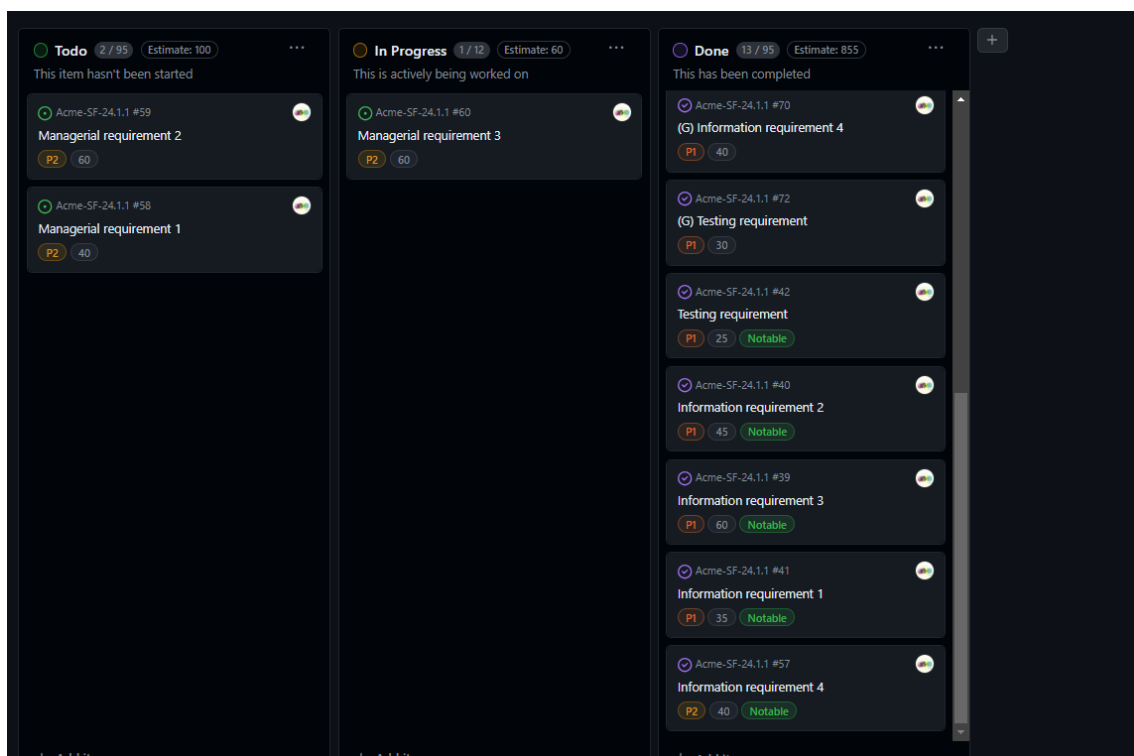 Todo 2 / 95 Estimate: 100 ...
This item hasn't been started
Acme-SF-24.1.1 #59
Managerial requirement 2
P2 60
Acme-SF-24.1.1 #58
Managerial requirement 1
P2 40
In Progress 1 / 12 Estimate: 60 ...
This is actively being worked on
Acme-SF-24.1.1 #60
Managerial requirement 3
P2 60
Done 13 / 95 Estimate: 855 ...
This has been completed
Acme-SF-24.1.1 #70
(G) Information requirement 4
P1 40
Acme-SF-24.1.1 #72
(G) Testing requirement
P1 30
Acme-SF-24.1.1 #42
Testing requirement
P1 25 Notable
Acme-SF-24.1.1 #40
Information requirement 2
P1 45 Notable
Acme-SF-24.1.1 #39
Information requirement 3
P1 60 Notable
Acme-SF-24.1.1 #41
Information requirement 1
P1 35 Notable
Acme-SF-24.1.1 #57
Information requirement 4
P2 40 Notable
+